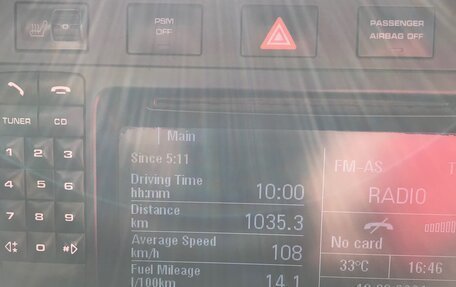 PSM
OFF
PASSENGER
AIRBAG OFF
TUNER CD
1 2 3
4 5 6
7 8 9
0
Main
Since 5:11
Driving Time
hh:mm 10:00
Distance
km 1035.3
Average Speed
km/h 108
Fuel Mileage
l/100km 14.1
FM-AS
RADIO
No card
33°C 16:46